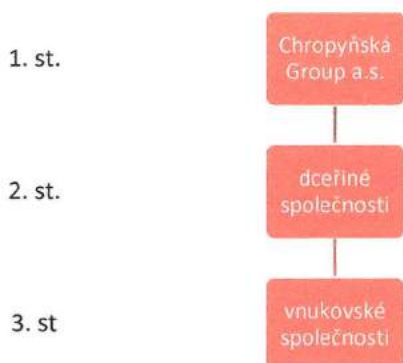 1. st.
Chropyňská
Group a.s.
2. st.
dceřiné
společnosti
3. st
vnukovské
společnosti